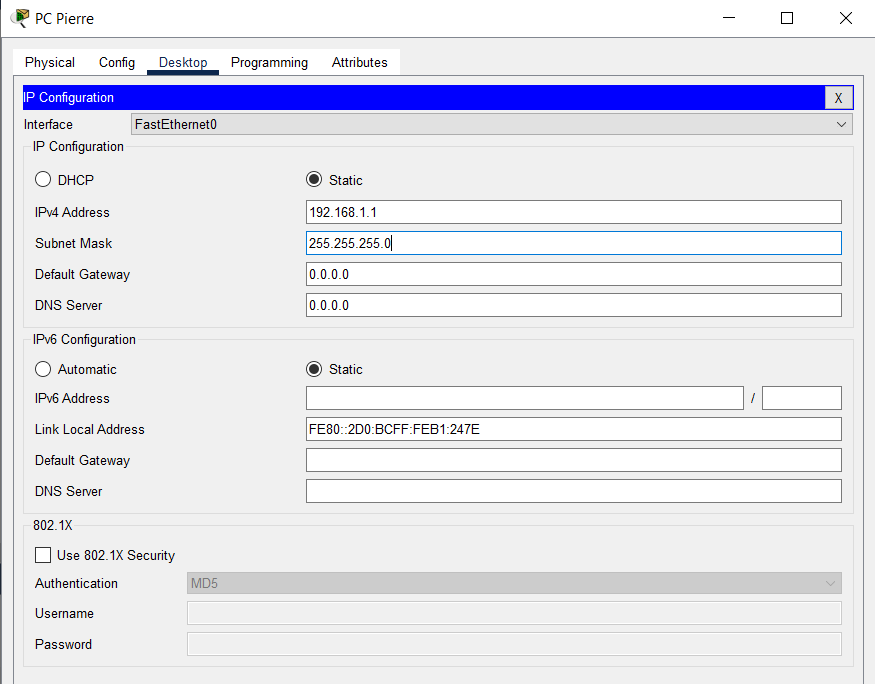 PC Pierre
Physical Config Desktop Programming Attributes
IP Configuration X
Interface FastEthernet0
IP Configuration
DHCP Static
IPv4 Address 192.168.1.1
Subnet Mask 255.255.255.0
Default Gateway 0.0.0.0
DNS Server 0.0.0.0
IPv6 Configuration
Automatic Static
IPv6 Address /
Link Local Address FE80::2D0:BCFF:FEB1:247E
Default Gateway
DNS Server
802.1X
Use 802.1X Security
Authentication MD5
Username
Password